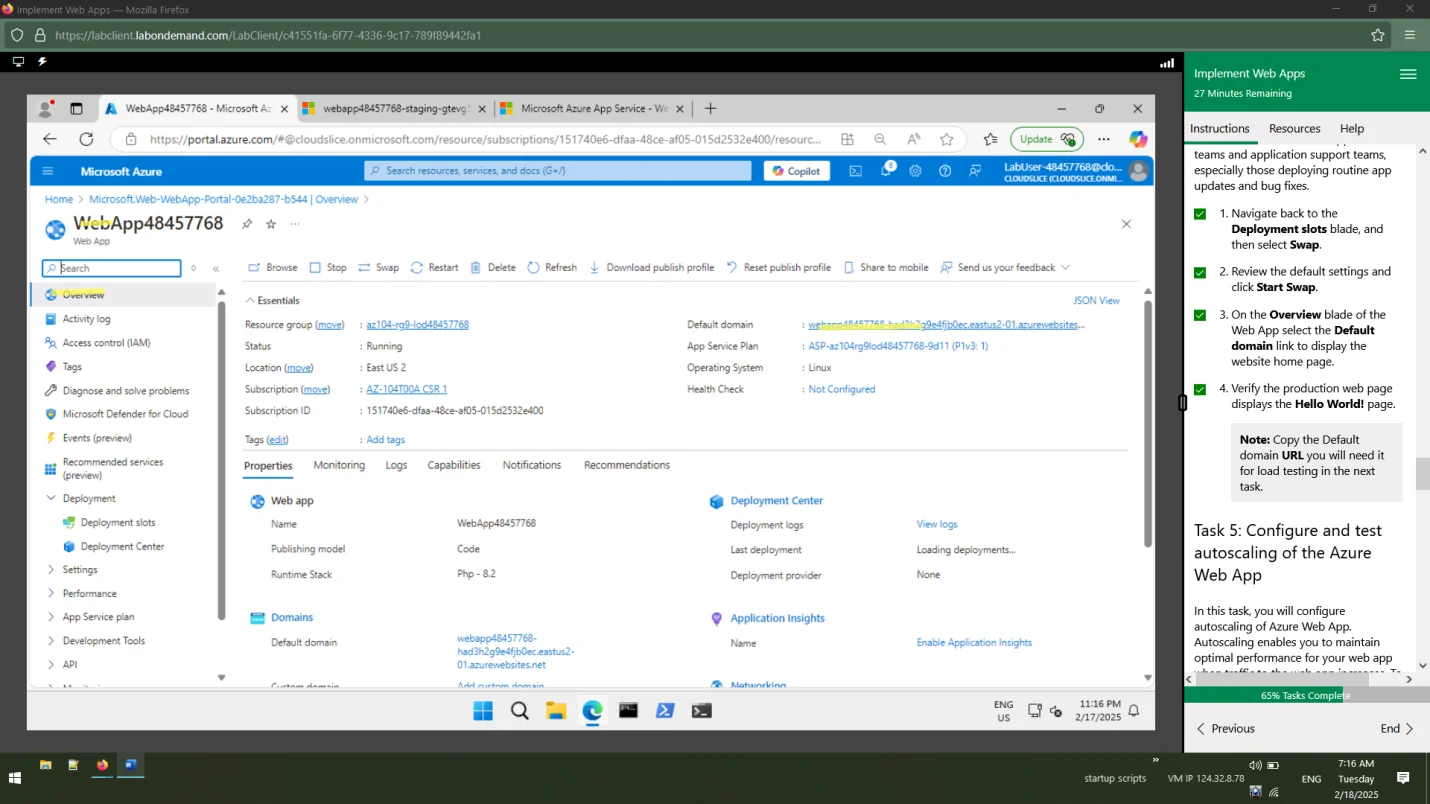 Implement Web Apps — Mozilla Firefox
https://labclient.labondemand.com/LabClient/c41551fa-6f77-4336-9c17-789f89442fa1
WebApp48457768 - Microsoft Az
webapp48457768-staging-gtevg
Microsoft Azure App Service - We
https://portal.azure.com/#@cloudslice.onmicrosoft.com/resource/subscriptions/151740e6-dfaa-48ce-af05-015d2532e400/resourc...
Update
Microsoft Azure
Search resources, services, and docs (G+/)
Copilot
5
LabUser-48457768@do...
CLOUDSLICE (CLOUDSLICE.ONMI...
Home > Microsoft.Web-WebApp-Portal-0e2ba287-b544 | Overview >
WebApp48457768
Web App
Search
Browse
Stop
Swap
Restart
Delete
Refresh
Download publish profile
Reset publish profile
Share to mobile
Send us your feedback
Overview
Activity log
Access control (IAM)
Tags
Diagnose and solve problems
Microsoft Defender for Cloud
Events (preview)
Recommended services
(preview)
Deployment
Deployment slots
Deployment Center
Settings
Performance
App Service plan
Development Tools
API
Essentials
JSON View
Resource group (move) : az104-rg9-lod48457768
Status : Running
Location (move) : East US 2
Subscription (move) : AZ-104T00A CSR 1
Subscription ID : 151740e6-dfaa-48ce-af05-015d2532e400
Tags (edit) : Add tags
Default domain : webapp48457768-had3h2g9e4fjb0ec.eastus2-01.azurewebsites...
App Service Plan : ASP-az104rg9lod48457768-9d11 (P1v3: 1)
Operating System : Linux
Health Check : Not Configured
Properties
Monitoring
Logs
Capabilities
Notifications
Recommendations
Web app
Name WebApp48457768
Publishing model Code
Runtime Stack Php - 8.2
Domains
Default domain webapp48457768-
had3h2g9e4fjb0ec.eastus2-
01.azurewebsites.net
Custom domain Add custom domain
Deployment Center
Deployment logs View logs
Last deployment Loading deployments...
Deployment provider None
Application Insights
Name Enable Application Insights
Networking
ENG
US
11:16 PM
2/17/2025
Implement Web Apps
27 Minutes Remaining
Instructions
Resources
Help
teams and application support teams,
especially those deploying routine app
updates and bug fixes.
1. Navigate back to the
Deployment slots blade, and
then select Swap.
2. Review the default settings and
click Start Swap.
3. On the Overview blade of the
Web App select the Default
domain link to display the
website home page.
4. Verify the production web page
displays the Hello World! page.
Note: Copy the Default
domain URL you will need it
for load testing in the next
task.
Task 5: Configure and test
autoscaling of the Azure
Web App
In this task, you will configure
autoscaling of Azure Web App.
Autoscaling enables you to maintain
optimal performance for your web app
when traffic to the web app increases. To
65% Tasks Complete
Previous
End
startup scripts
VM IP 124.32.8.78
ENG
7:16 AM
Tuesday
2/18/2025